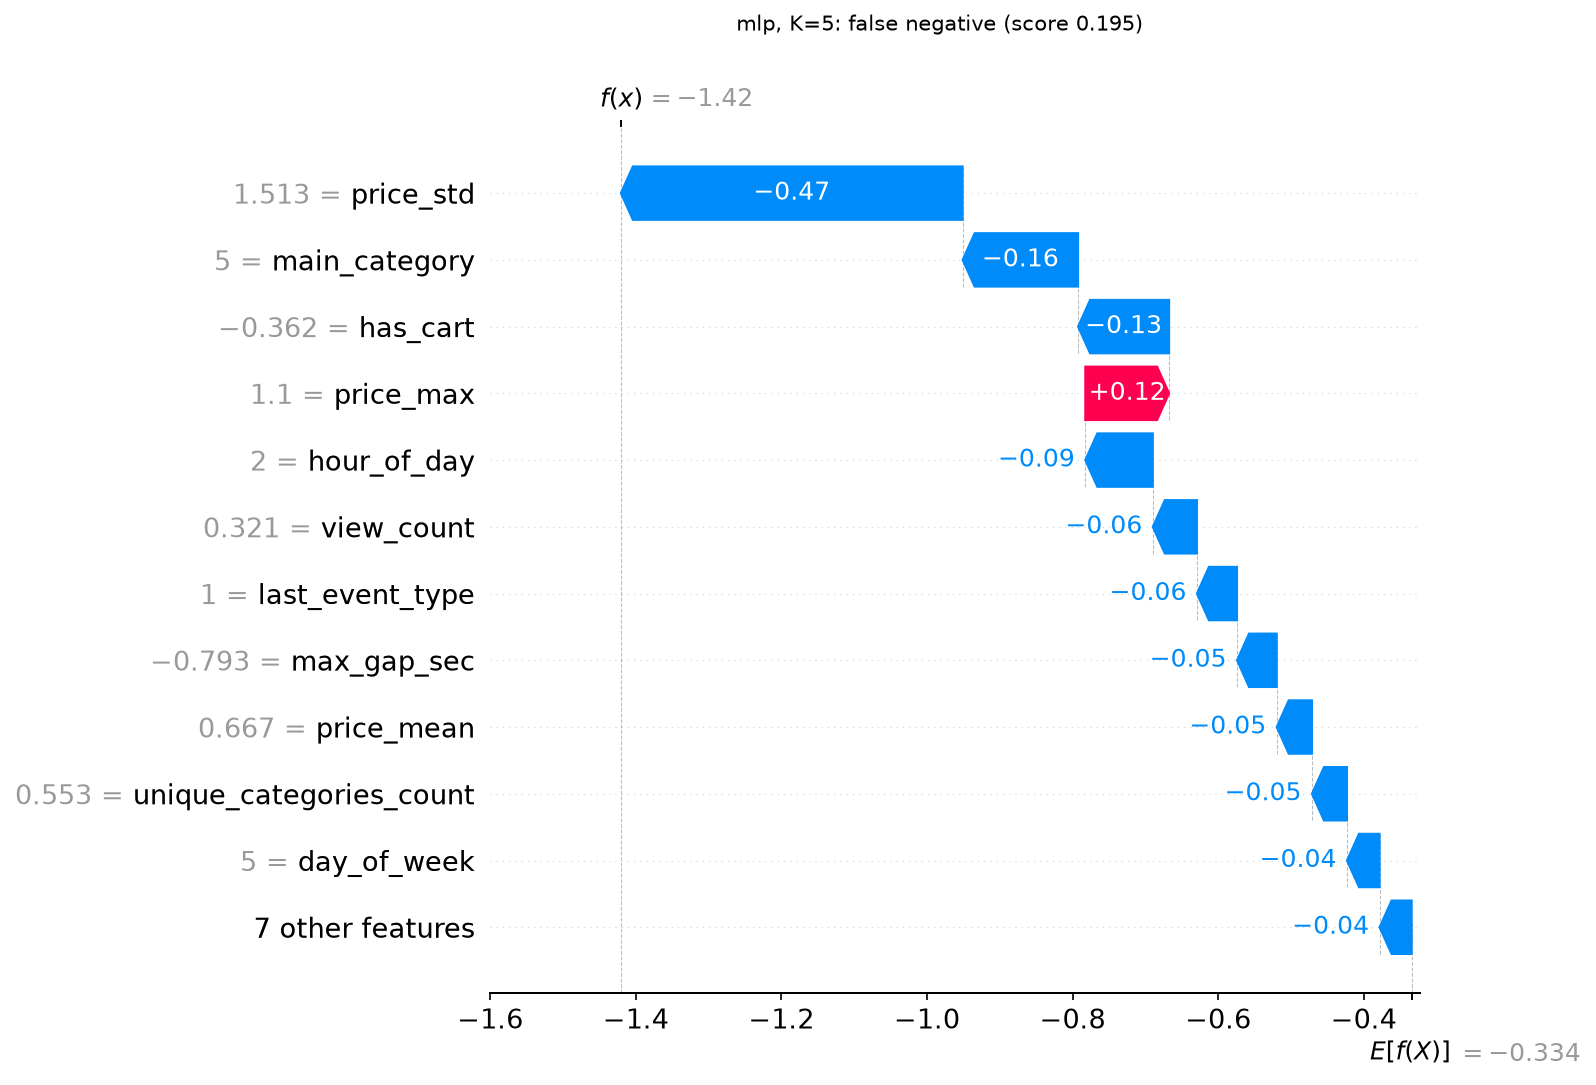 mlp, K=5: false negative (score 0.195)
f(x) = −1.42
1.513 = price_std −0.47
5 = main_category −0.16
−0.362 = has_cart −0.13
1.1 = price_max +0.12
2 = hour_of_day −0.09
0.321 = view_count −0.06
1 = last_event_type −0.06
−0.793 = max_gap_sec −0.05
0.667 = price_mean −0.05
0.553 = unique_categories_count −0.05
5 = day_of_week −0.04
7 other features −0.04
−1.6 −1.4 −1.2 −1.0 −0.8 −0.6 −0.4
E[f(X)] = −0.334